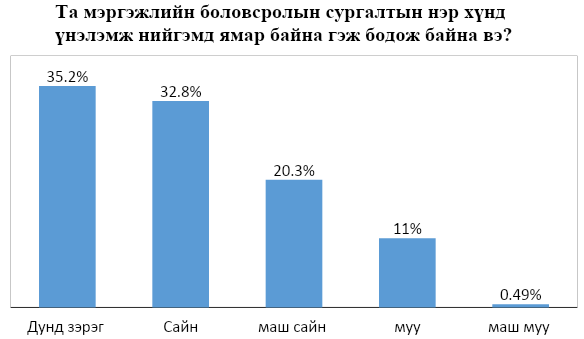 Та мэргэжлийн боловсролын сургалтын нэр хүнд
үнэлэмж нийгэмд ямар байна гэж бодож байна вэ?
35.2%
32.8%
20.3%
11%
0.49%
Дунд зэрэг
Сайн
маш сайн
муу
маш муу